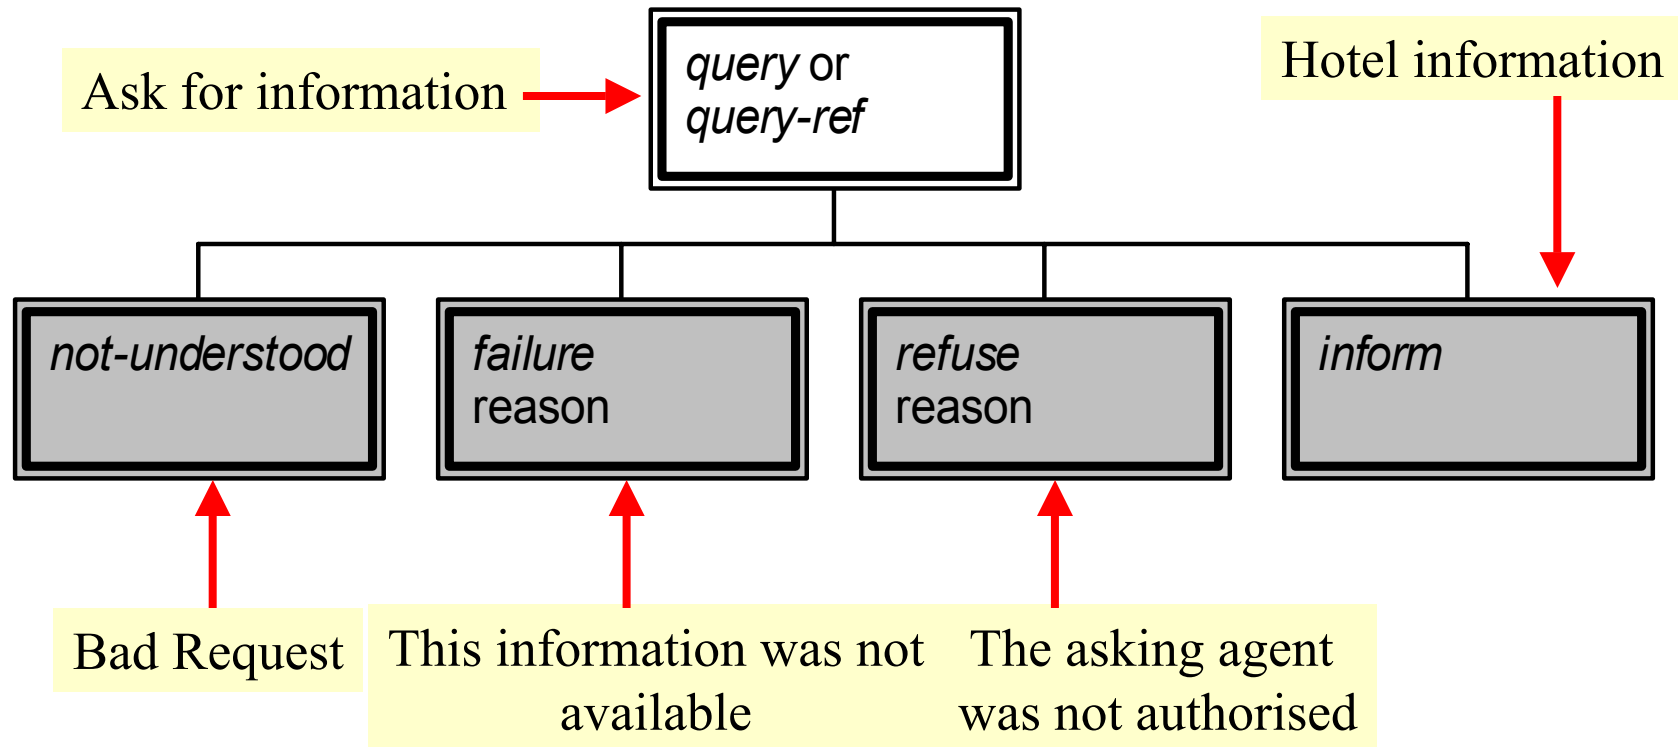 Ask for information
query or
query-ref
Hotel information
not-understood
failure
reason
refuse
reason
inform
Bad Request
This information was not
available
The asking agent
was not authorised